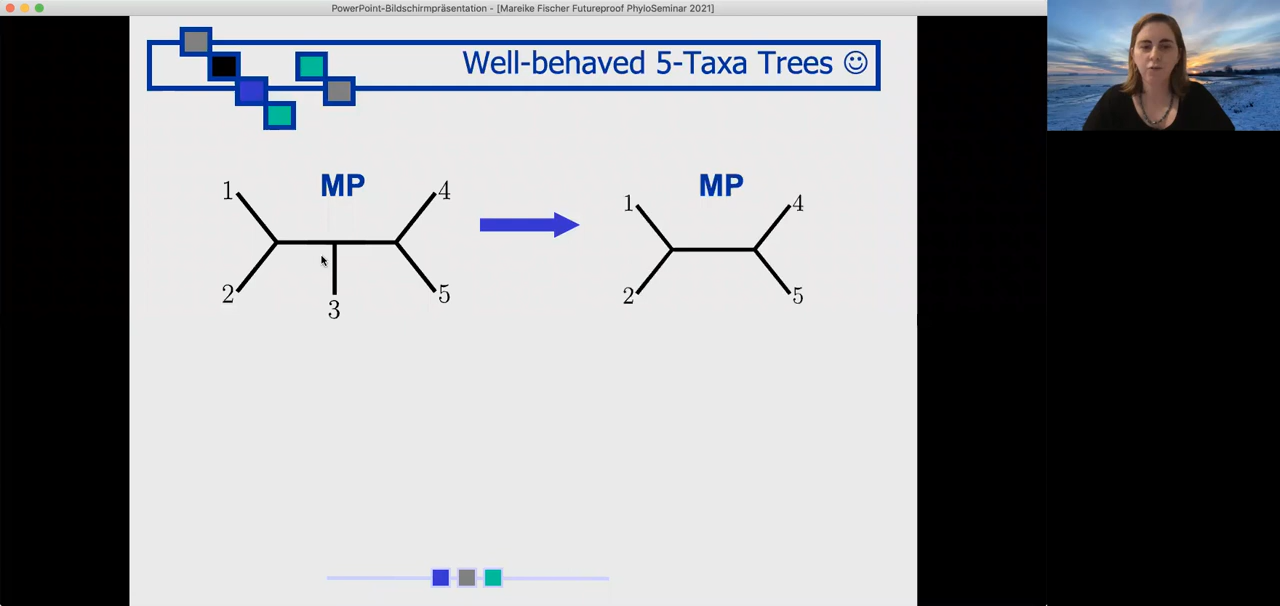 PowerPoint-Bildschirmpräsentation - [Mareike Fischer Futureproof PhyloSeminar 2021]
Well-behaved 5-Taxa Trees ☺
MP
1
4
2
3
5
MP
1
4
2
5